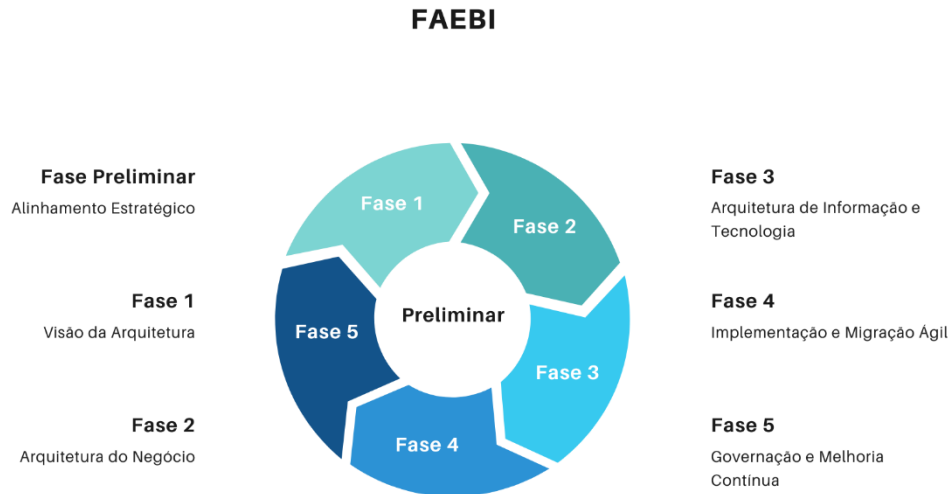 FAEBI
Fase Preliminar
Alinhamento Estratégico
Fase 1
Visão da Arquitetura
Fase 2
Arquitetura do Negócio
Fase 1
Fase 2
Fase 3
Fase 4
Fase 5
Preliminar
Fase 3
Arquitetura de Informação e
Tecnologia
Fase 4
Implementação e Migração Ágil
Fase 5
Governação e Melhoria
Contínua